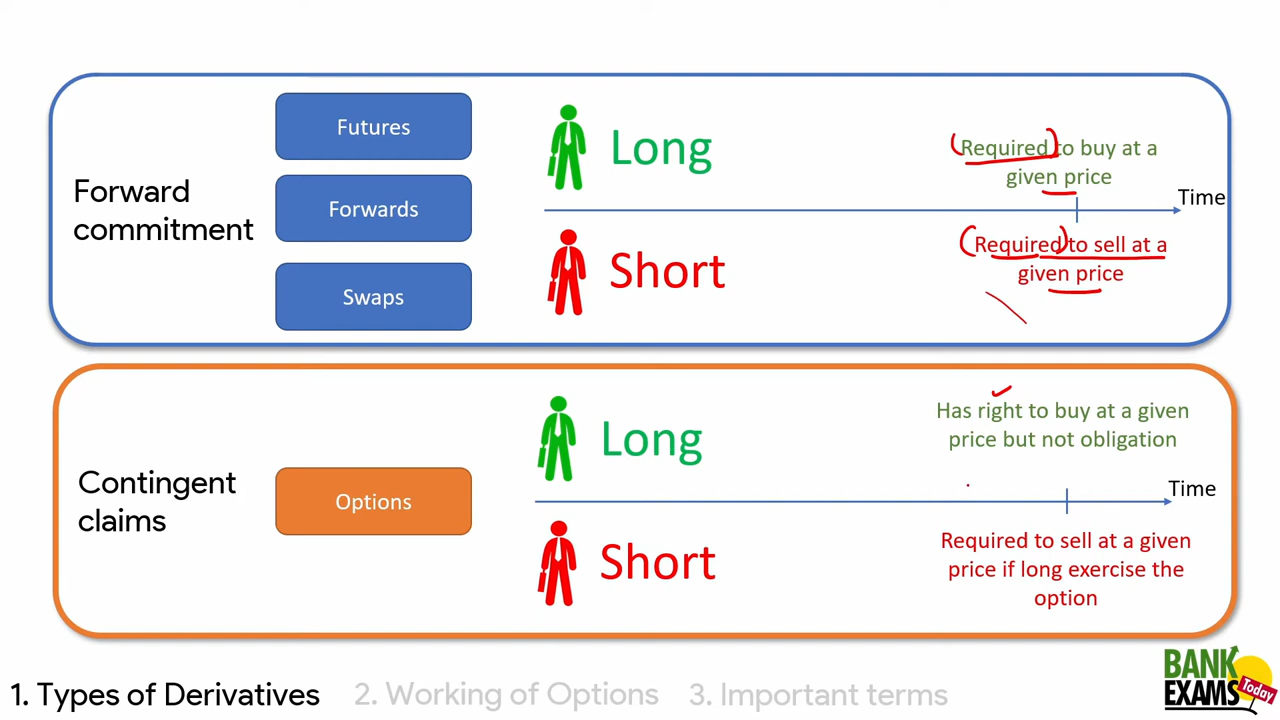 Forward
commitment
Futures
Forwards
Swaps
Long
Required to buy at a
given price
Time
Short
Required to sell at a
given price
Contingent
claims
Options
Long
Has right to buy at a given
price but not obligation
Time
Short
Required to sell at a given
price if long exercise the
option
1. Types of Derivatives
2. Working of Options
3. Important terms
BANK
EXAMS
Today